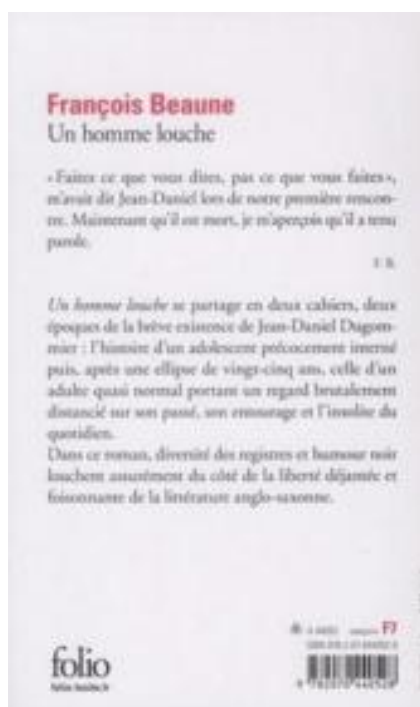 François Beaune
Un homme louche
« Faites ce que vous dites, pas ce que vous faites »,
m'avait dit Jean-Daniel lors de notre première rencon-
tre. Maintenant qu'il est mort, je m'aperçois qu'il a tenu
parole.
Un homme louche se partage en deux cahiers, deux
époques de la brève existence de Jean-Daniel Dugom-
mier : l'histoire d'un adolescent précocement interné
puis, après une ellipse de vingt-cinq ans, celle d'un
adulte quasi normal portant un regard brutalement
distancié sur son passé, son entourage et l'insolite du
quotidien.
Dans ce roman, diversité des registres et humour noir
louchent assurément du côté de la liberté déjantée et
foisonnante de la littérature anglo-saxonne.
F7
folio